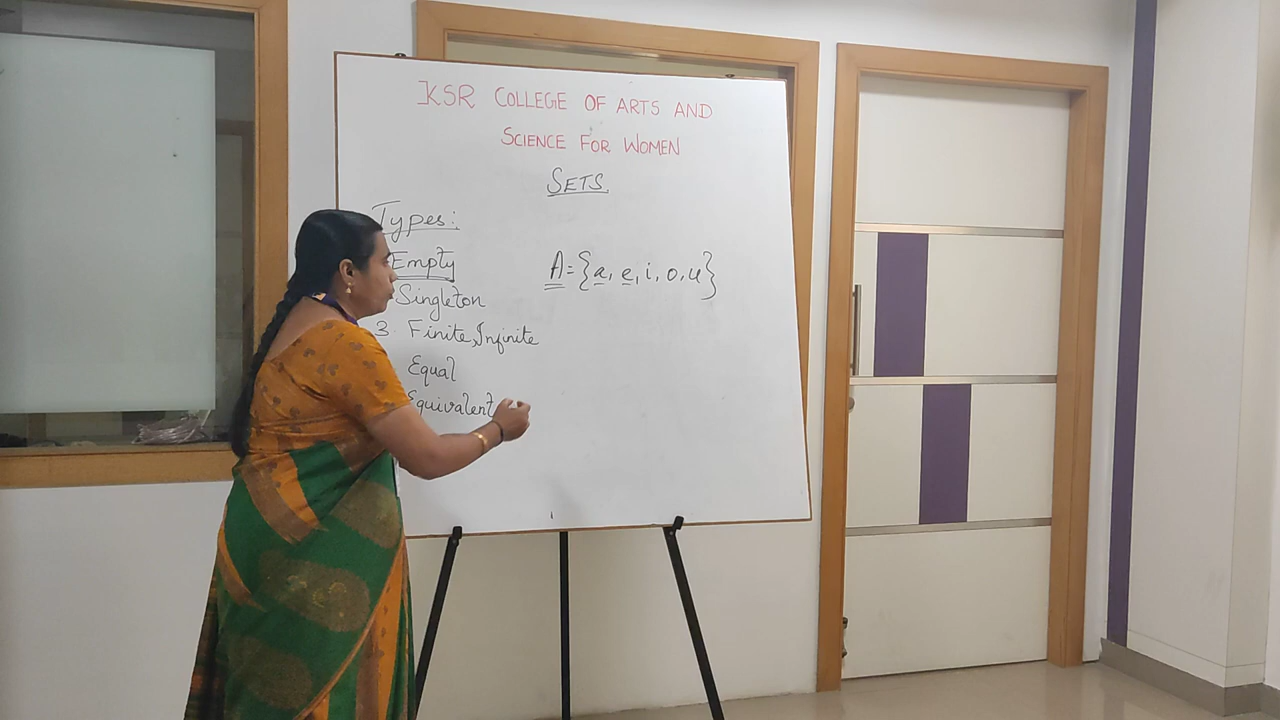 KSR COLLEGE OF ARTS AND
SCIENCE FOR WOMEN
SETS.
Types:
Empty
Singleton
3. Finite, Infinite
Equal
Equivalent
A = {a, e, i, o, u}